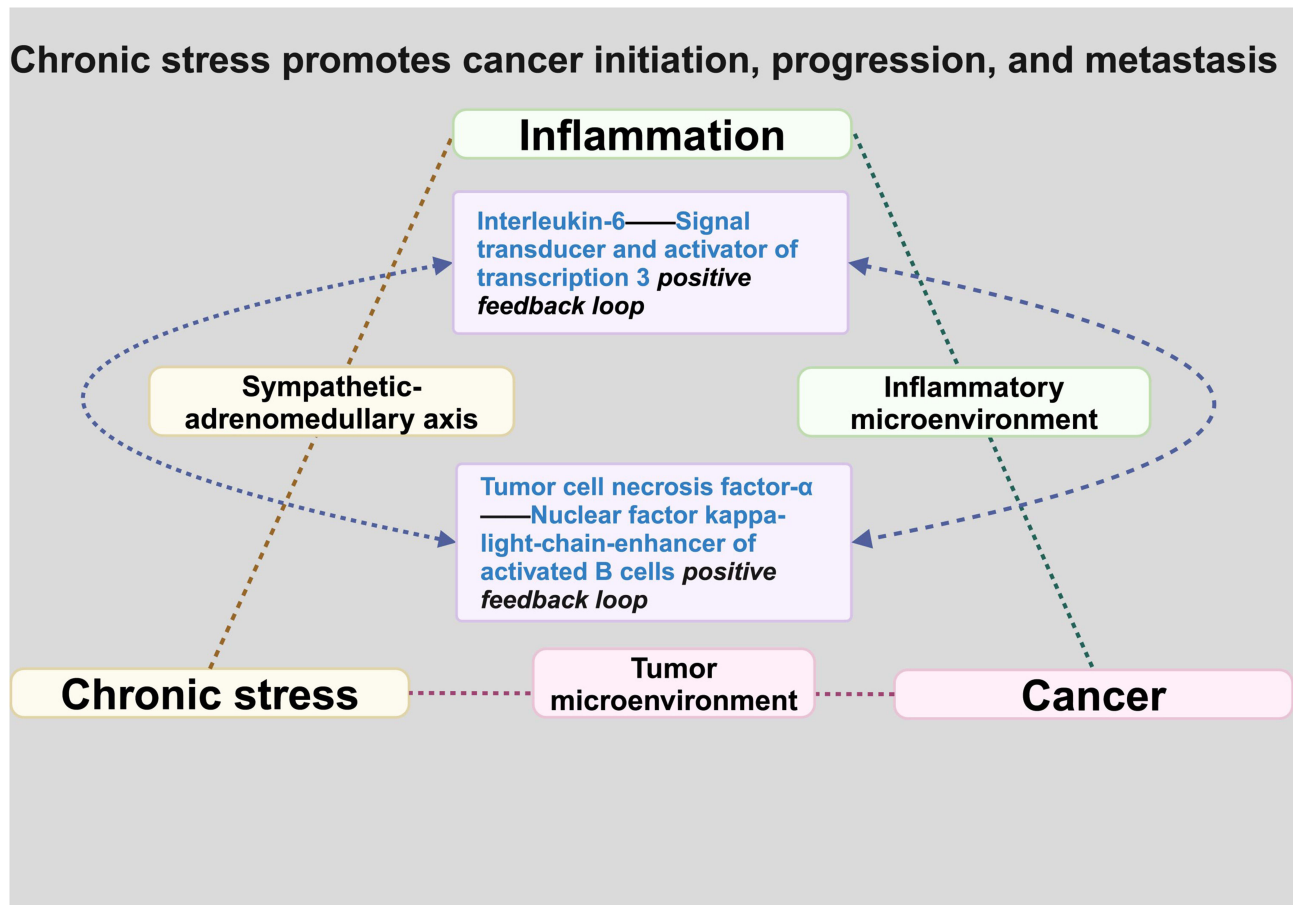 Chronic stress promotes cancer initiation, progression, and metastasis
Inflammation
Interleukin-6——Signal
transducer and activator of
transcription 3 positive
feedback loop
Sympathetic-
adrenomedullary axis
Inflammatory
microenvironment
Tumor cell necrosis factor-α
——Nuclear factor kappa-
light-chain-enhancer of
activated B cells positive
feedback loop
Chronic stress
Tumor
microenvironment
Cancer